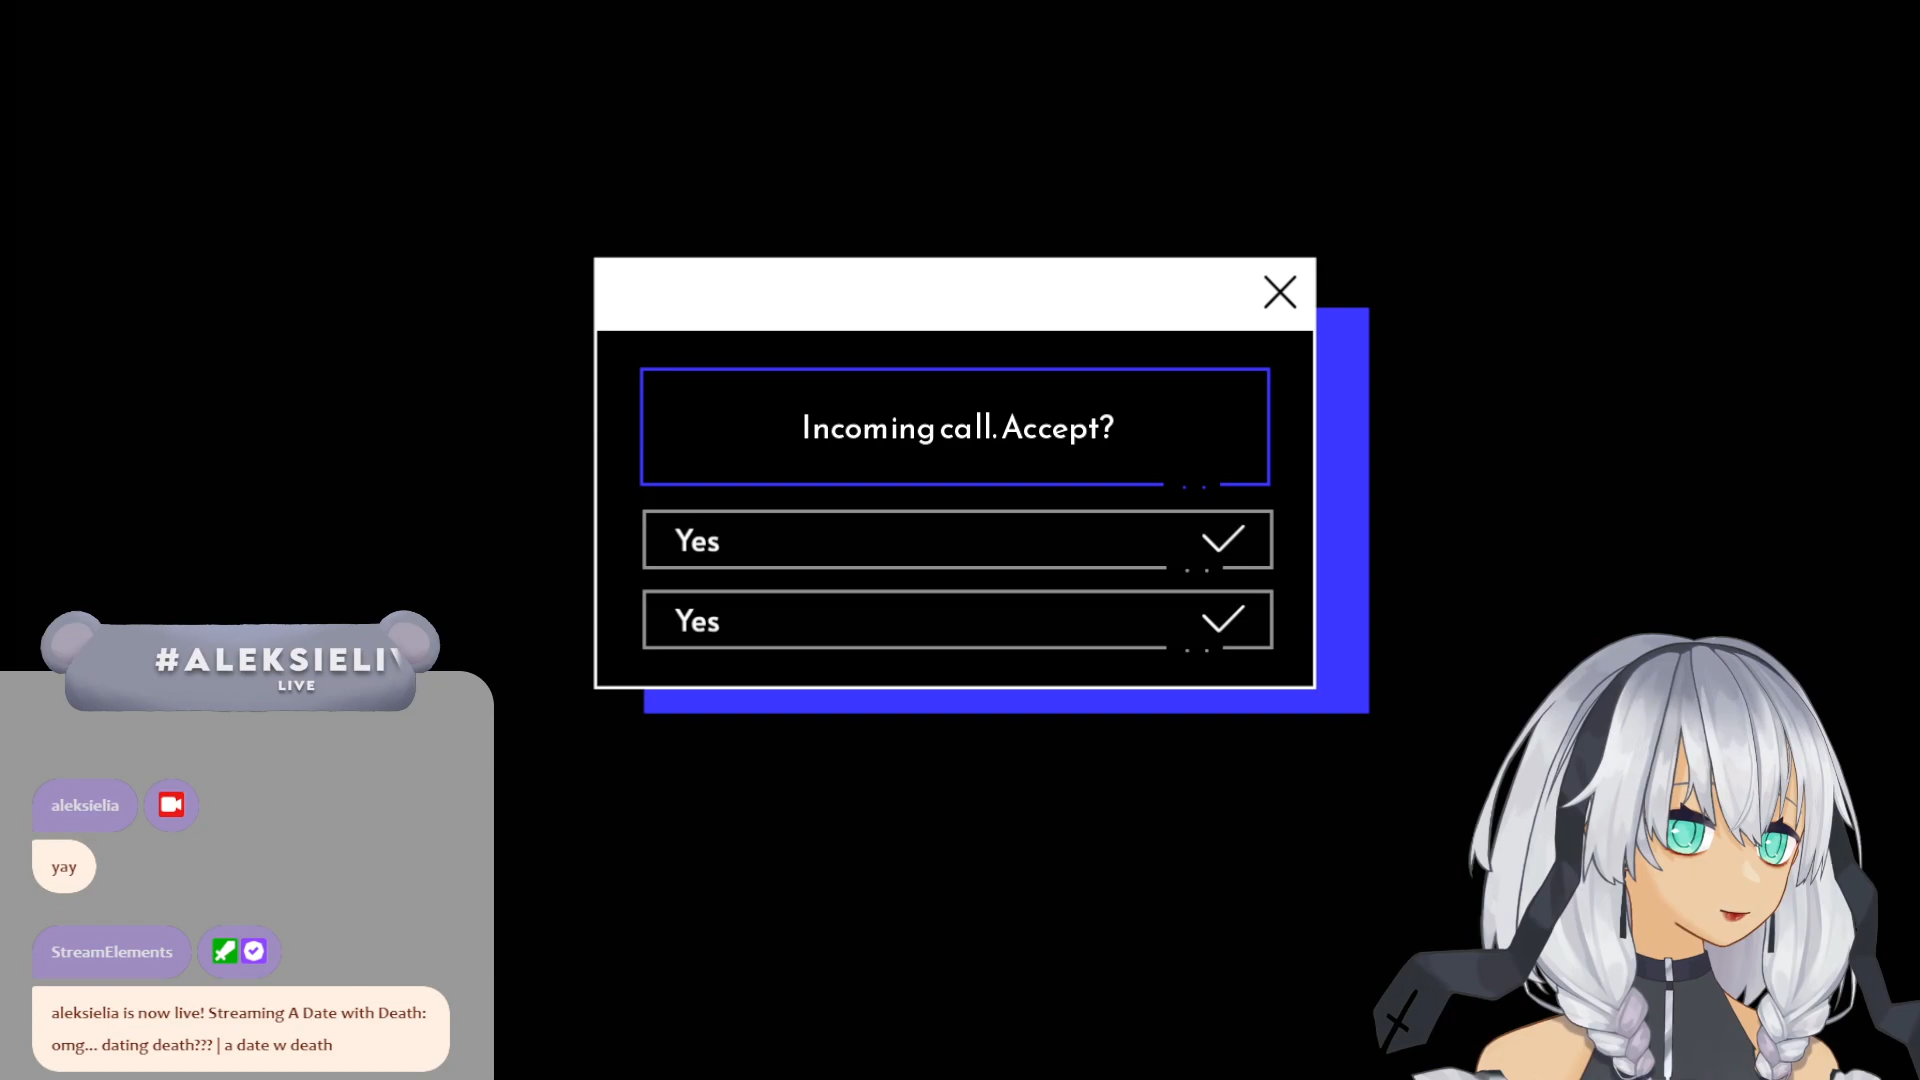 Incoming call. Accept?
Yes
Yes
#ALEKSIELIV
LIVE
aleksielia
yay
StreamElements
aleksielia is now live! Streaming A Date with Death:
omg... dating death??? | a date w death